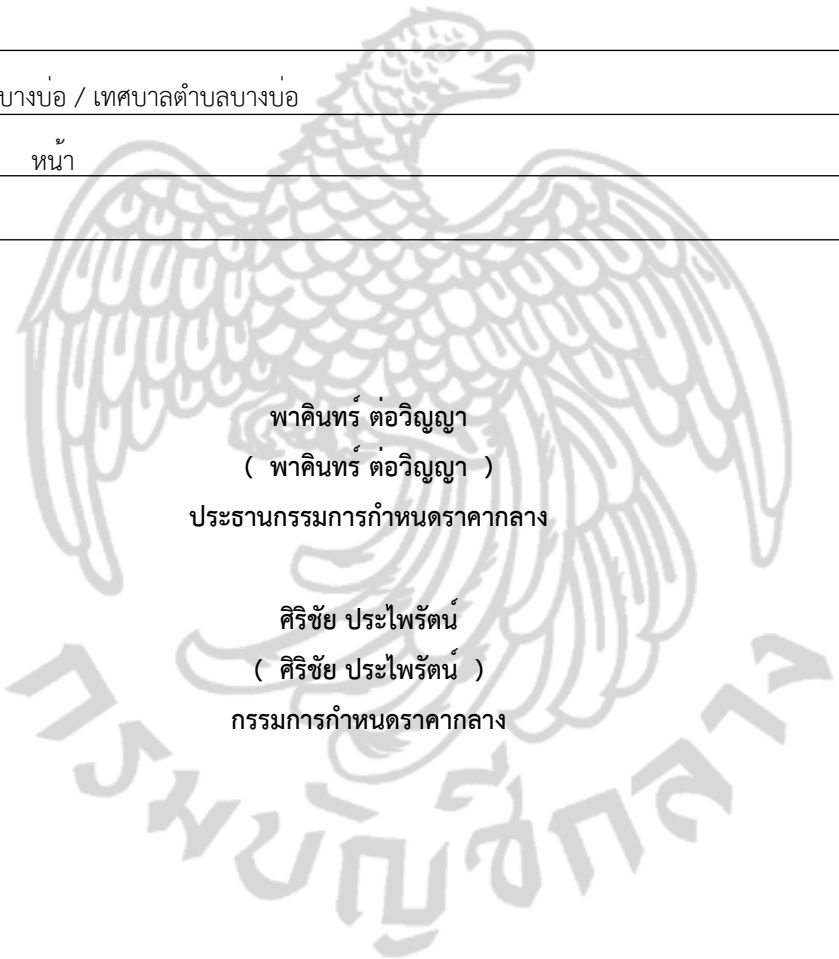 บางบ่อ / เทศบาลตำบลบางบ่อ
หน้า
พาคินทร์ ต่อวิญญา
( พาคินทร์ ต่อวิญญา )
ประธานกรรมการกำหนดราคากลาง
ศิริชัย ประไพรัตน์
( ศิริชัย ประไพรัตน์ )
กรรมการกำหนดราคากลาง
กรมบัญชีกลาง